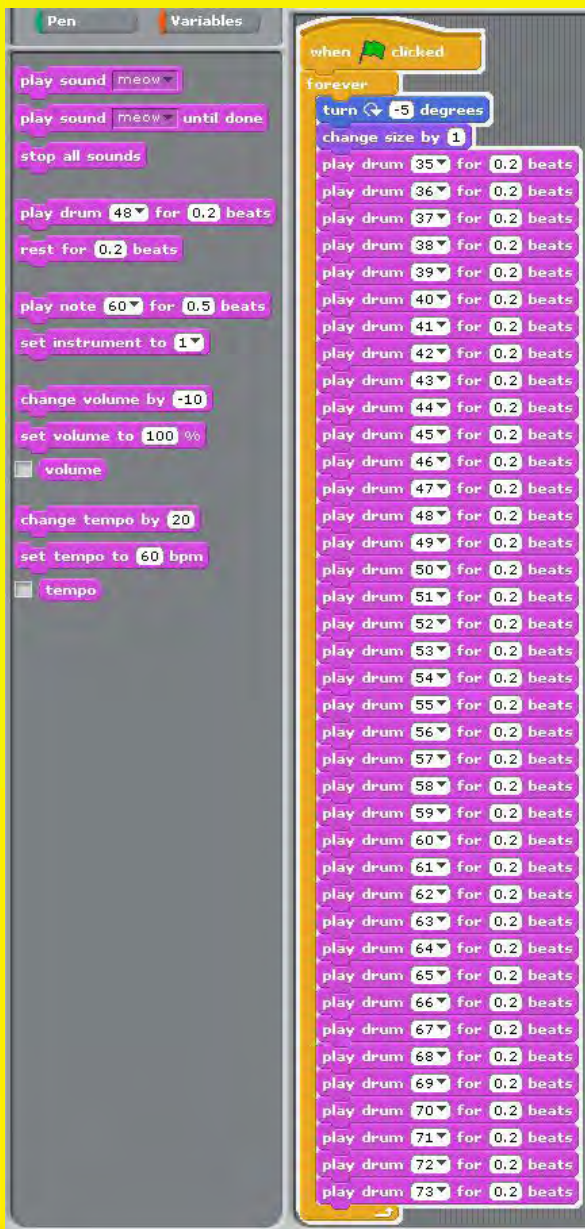 Pen Variables
play sound meow
play sound meow until done
stop all sounds
play drum 48 for 0.2 beats
rest for 0.2 beats
play note 60 for 0.5 beats
set instrument to 1
change volume by -10
set volume to 100 %
volume
change tempo by 20
set tempo to 60 bpm
tempo
when clicked
forever
turn -5 degrees
change size by 1
play drum 35 for 0.2 beats
play drum 36 for 0.2 beats
play drum 37 for 0.2 beats
play drum 38 for 0.2 beats
play drum 39 for 0.2 beats
play drum 40 for 0.2 beats
play drum 41 for 0.2 beats
play drum 42 for 0.2 beats
play drum 43 for 0.2 beats
play drum 44 for 0.2 beats
play drum 45 for 0.2 beats
play drum 46 for 0.2 beats
play drum 47 for 0.2 beats
play drum 48 for 0.2 beats
play drum 49 for 0.2 beats
play drum 50 for 0.2 beats
play drum 51 for 0.2 beats
play drum 52 for 0.2 beats
play drum 53 for 0.2 beats
play drum 54 for 0.2 beats
play drum 55 for 0.2 beats
play drum 56 for 0.2 beats
play drum 57 for 0.2 beats
play drum 58 for 0.2 beats
play drum 59 for 0.2 beats
play drum 60 for 0.2 beats
play drum 61 for 0.2 beats
play drum 62 for 0.2 beats
play drum 63 for 0.2 beats
play drum 64 for 0.2 beats
play drum 65 for 0.2 beats
play drum 66 for 0.2 beats
play drum 67 for 0.2 beats
play drum 68 for 0.2 beats
play drum 69 for 0.2 beats
play drum 70 for 0.2 beats
play drum 71 for 0.2 beats
play drum 72 for 0.2 beats
play drum 73 for 0.2 beats